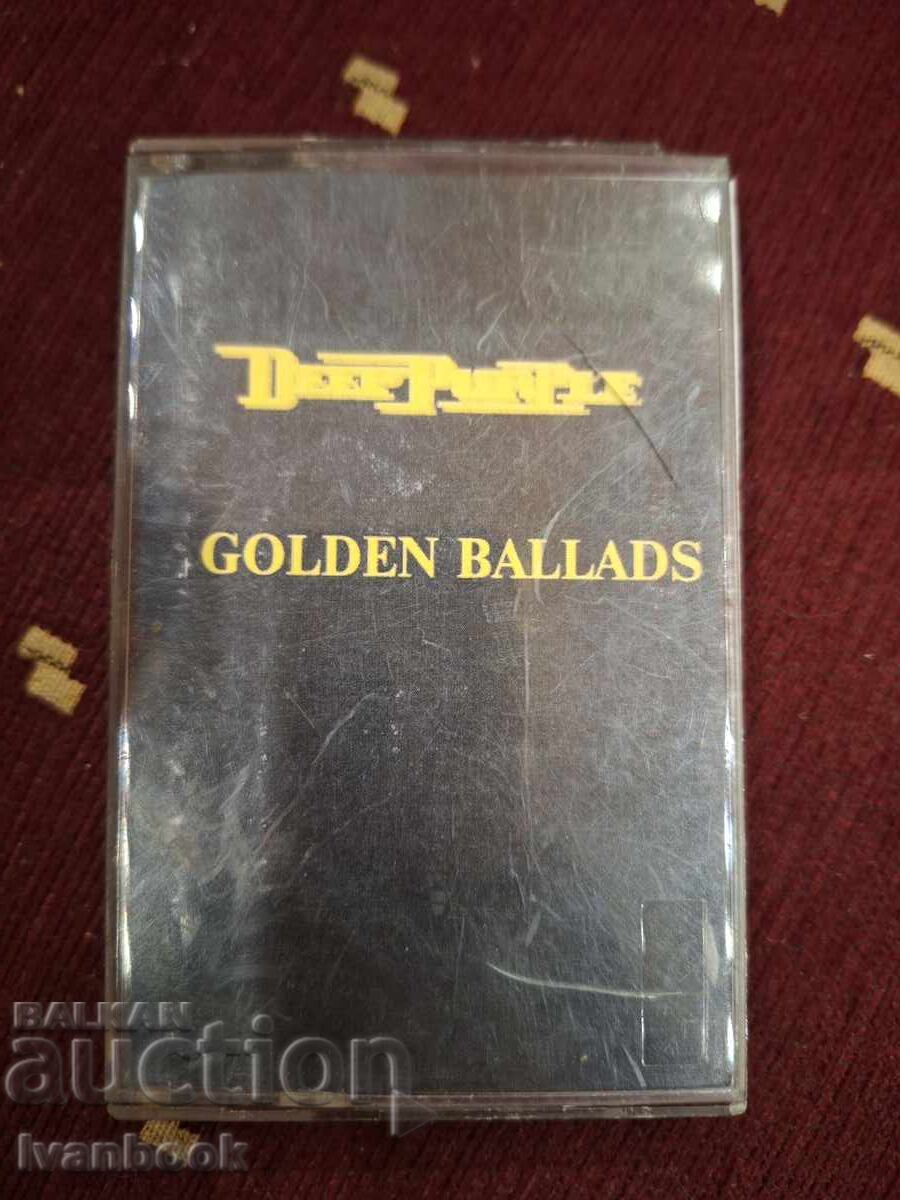 DEEP PURPLE
GOLDEN BALLADS
BALKAN
auction
Ivanbook